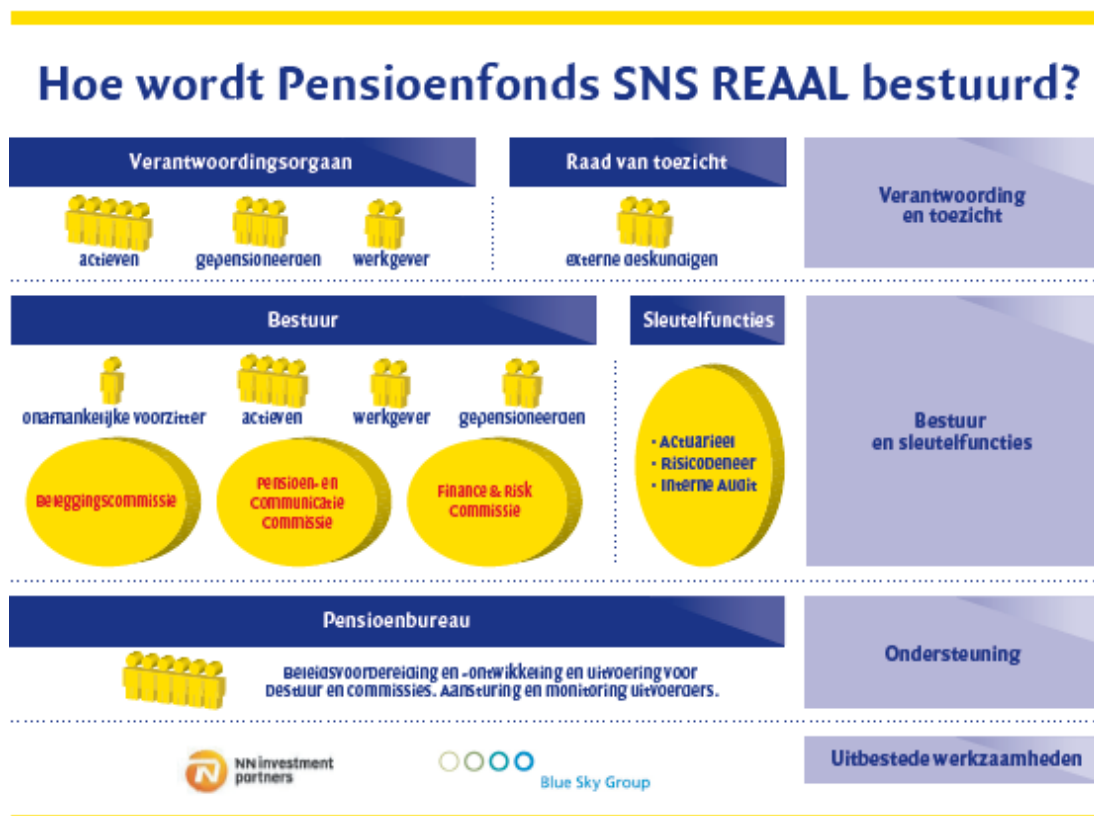 Hoe wordt Pensioenfonds SNS REAAL bestuurd?
Verantwoordingsorgaan
Raad van toezicht
Verantwoording
en toezicht
actieven
gepensioneerden
werkgever
externe deskundigen
Bestuur
Sleutelfuncties
Bestuur
en sleutelfuncties
onafhankelijke voorzitter
actieven
werkgever
gepensioneerden
Beleggingscommissie
Pensioen- en
Communicatie
Commissie
Finance & Risk
Commissie
• Actuarieel
• Risicobeheer
• Interne Audit
Pensioenbureau
Ondersteuning
Beleidsvoorbereiding en -ontwikkeling en uitvoering voor
bestuur en commissies. Aansturing en monitoring uitvoerders.
NN investment
partners
Blue Sky Group
Uitbestede werkzaamheden